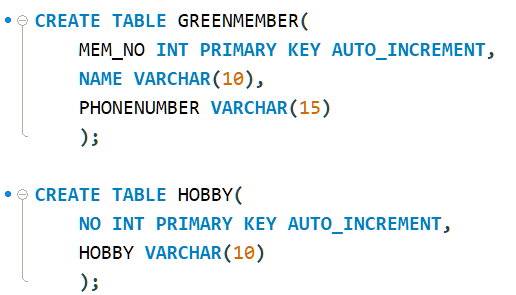 CREATE TABLE GREENMEMBER(
MEM_NO INT PRIMARY KEY AUTO_INCREMENT,
NAME VARCHAR(10),
PHONENUMBER VARCHAR(15)
);
CREATE TABLE HOBBY(
NO INT PRIMARY KEY AUTO_INCREMENT,
HOBBY VARCHAR(10)
);